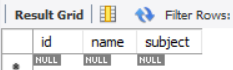 Result Grid Filter Rows:
id name subject
NULL NULL NULL